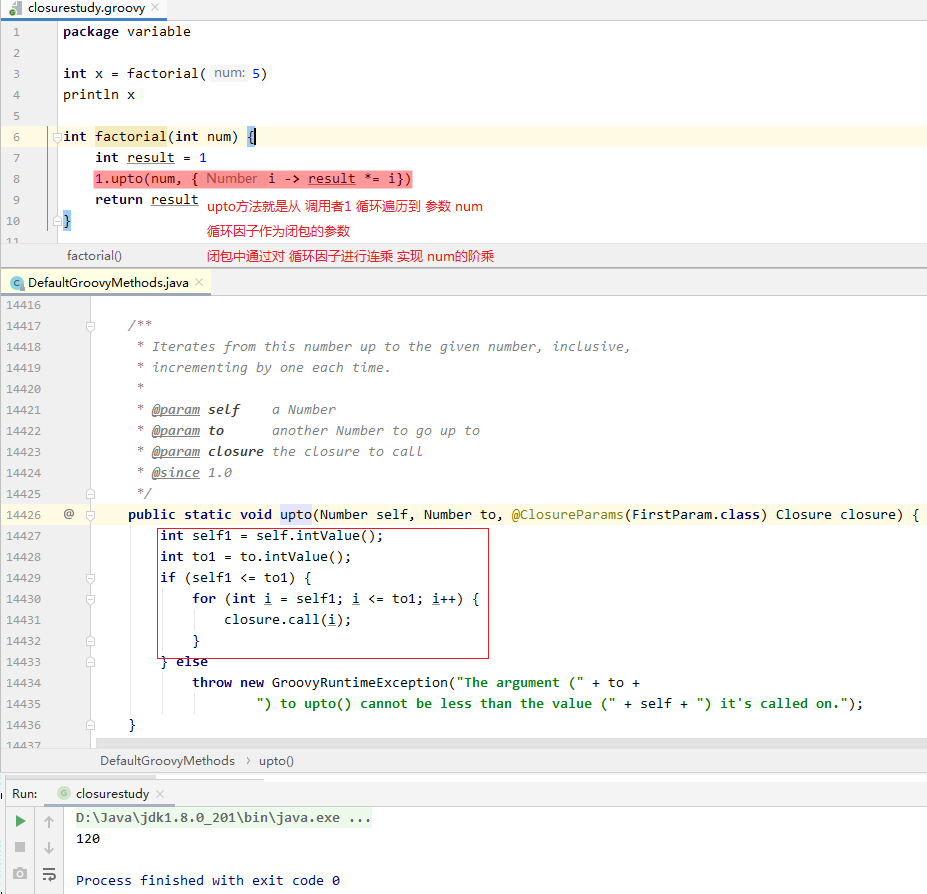 closurestudy.groovy
1 package variable
2
3 int x = factorial( num: 5)
4 println x
5
6 int factorial(int num) {
7 int result = 1
8 1.upto(num, { Number i -> result *= i})
9 return result
upto方法就是从 调用者1 循环遍历到 参数 num
10 }
循环因子作为闭包的参数
11
factorial()
闭包中通过对 循环因子进行连乘 实现 num的阶乘
DefaultGroovyMethods.java
14416
14417 /**
14418 * Iterates from this number up to the given number, inclusive,
14419 * incrementing by one each time.
14420 *
14421 * @param self a Number
14422 * @param to another Number to go up to
14423 * @param closure the closure to call
14424 * @since 1.0
14425 */
14426 @ public static void upto(Number self, Number to, @ClosureParams(FirstParam.class) Closure closure) {
14427 int self1 = self.intValue();
14428 int to1 = to.intValue();
14429 if (self1 <= to1) {
14430 for (int i = self1; i <= to1; i++) {
14431 closure.call(i);
14432 }
14433 } else
14434 throw new GroovyRuntimeException("The argument (" + to +
14435 ") to upto() cannot be less than the value (" + self + ") it's called on.");
14436 }
14437
DefaultGroovyMethods › upto()
Run: closurestudy
D:\Java\jdk1.8.0_201\bin\java.exe ...
120
Process finished with exit code 0